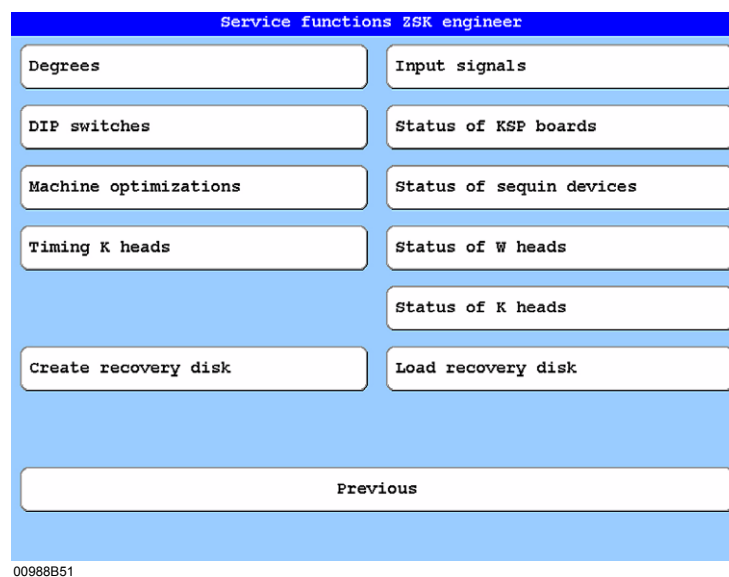 Service functions ZSK engineer
Degrees
Input signals
DIP switches
Status of KSP boards
Machine optimizations
Status of sequin devices
Timing K heads
Status of W heads
Status of K heads
Create recovery disk
Load recovery disk
Previous
00988B51